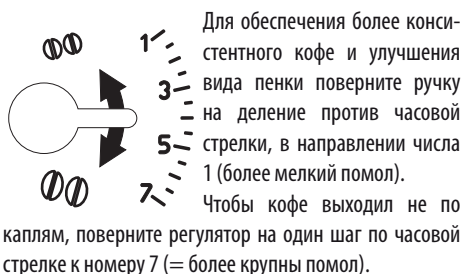 Для обеспечения более конси-
1
стентного кофе и улучшения
вида пенки поверните ручку
3
на деление против часовой
5
стрелки, в направлении числа
1 (более мелкий помол).
7
Чтобы кофе выходил не по
каплям, поверните регулятор на один шаг по часовой
стрелке к номеру 7 (= более крупны помол).